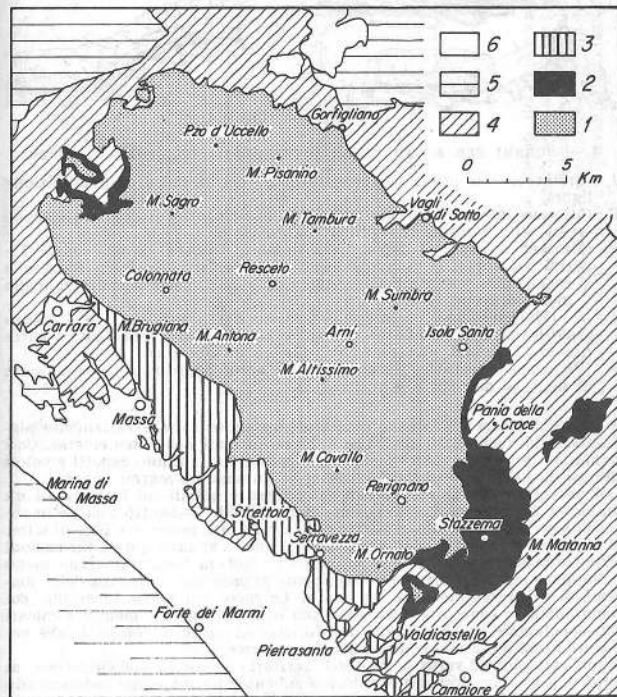 6 3
5 2
4 1
0 5
Km
Gorfigliana
Pzo d'Uccello
M. Pisanino
Vagli
di Sotto
M. Sagro
M. Tambura
Colonnata
Resceto
M. Sumbra
Carrara
M. Brugiana
M. Antona
Arni
Isola Santa
M. Altissimo
Massa
Pania della
Croce
M. Cavallo
Marina di
Massa
Rerignano
Strettoia
Stazzema
Serravezza
M. Ornato
M. Matanna
Forte dei Marmi
Valdicastello
Pietrasanta
Camaiore